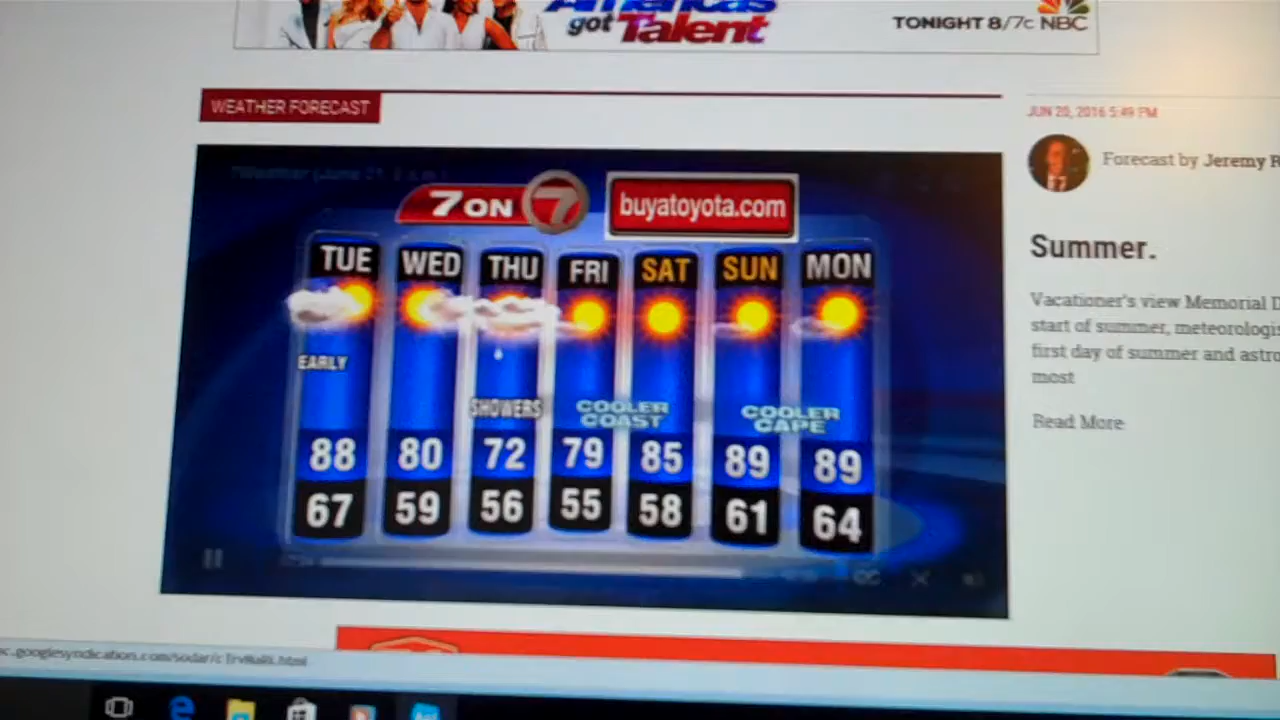 America's
got Talent
TONIGHT 8/7c NBC
WEATHER FORECAST
JUN 20, 2016 5:49 PM
Forecast by Jeremy R
7 ON 7
buyatoyota.com
Summer.
TUE WED THU FRI SAT SUN MON
Vacationer's view Memorial D
start of summer, meteorologis
first day of summer and astro
most
EARLY
SHOWERS
COOLER
COAST
COOLER
CAPE
Read More
88 80 72 79 85 89 89
67 59 56 55 58 61 64
CC